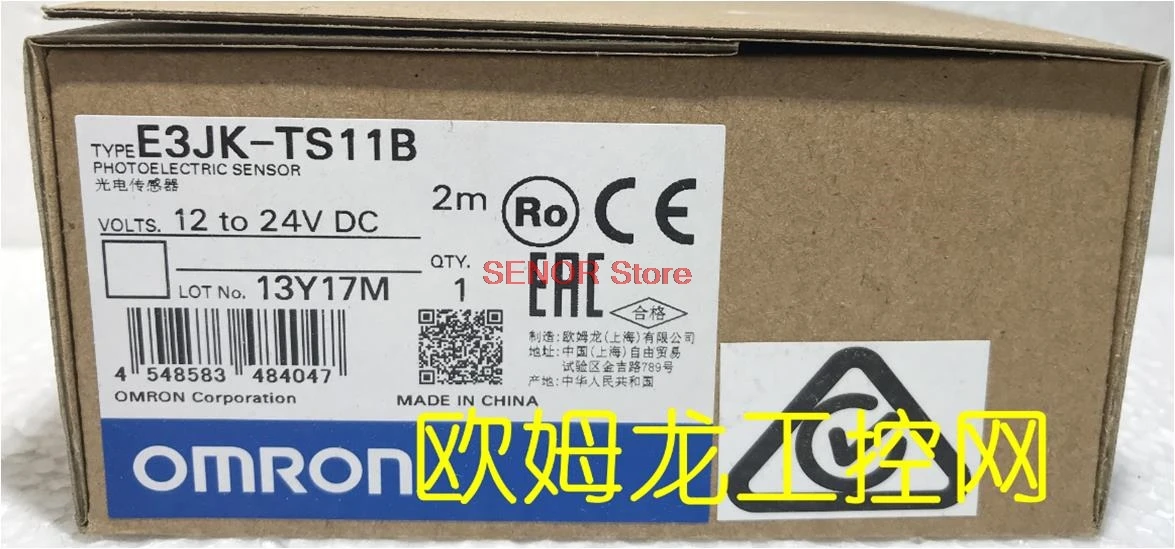 TYPE E3JK-TS11B
PHOTOELECTRIC SENSOR
光电传感器
2m
Ro CE
VOLTS. 12 to 24V DC
EAC
QTY.
1
LOT No. 13Y17M
SENOR Store
合格
制造:欧姆龙(上海)有限公司
地址:中国(上海)自由贸易
试验区金吉路789号
产地:中华人民共和国
4 548583 484047
OMRON Corporation
MADE IN CHINA
OMRON
欧姆龙工控网